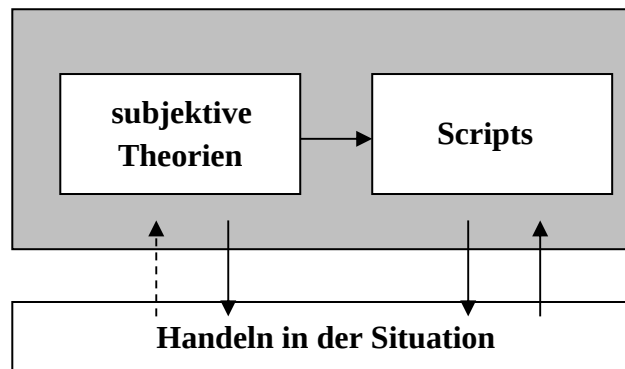 subjektive
Theorien
Scripts
Handeln in der Situation